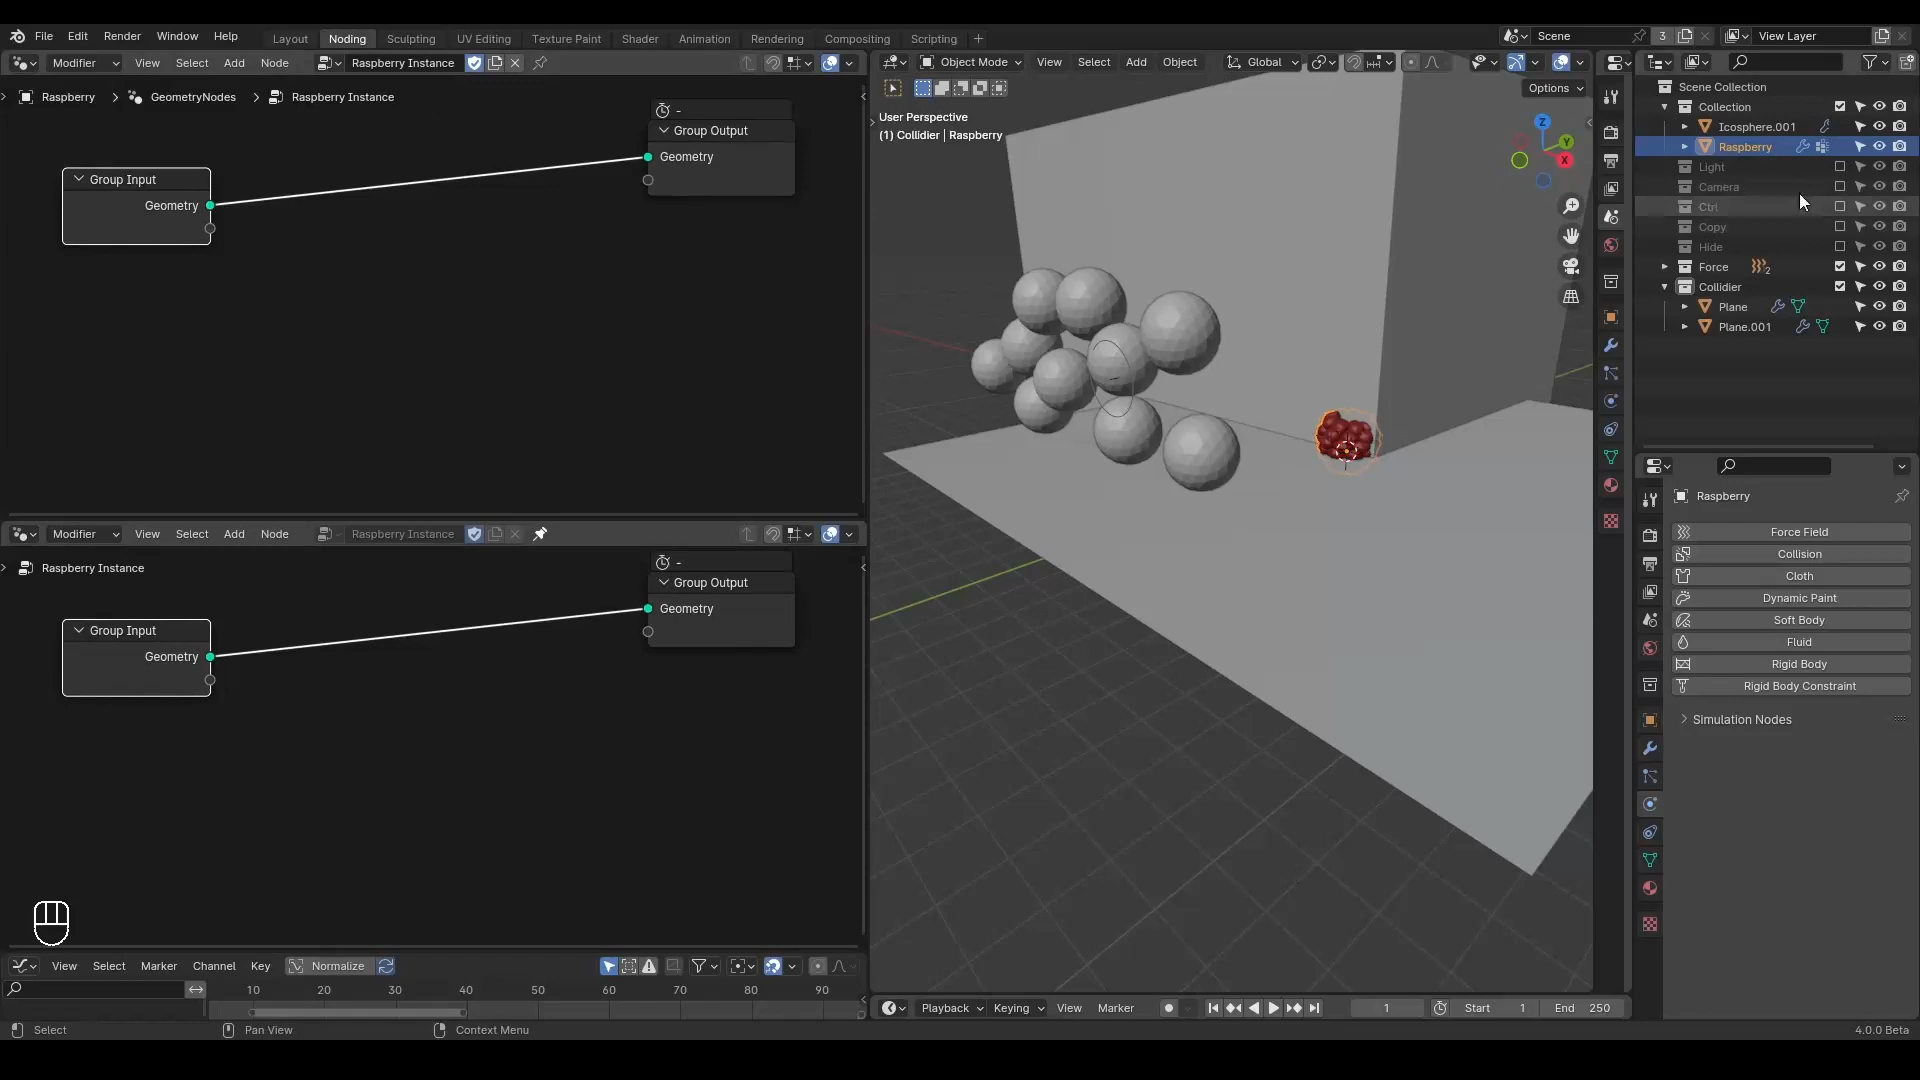 File Edit Render Window Help Layout Noding Sculpting UV Editing Texture Paint Shader Animation Rendering Compositing Scripting Scene 3 View Layer
Modifier View Select Add Node Raspberry Instance
Raspberry GeometryNodes Raspberry Instance
-
Group Output
Geometry
Group Input
Geometry
Modifier View Select Add Node Raspberry Instance
Raspberry Instance
-
Group Output
Geometry
Group Input
Geometry
View Select Marker Channel Key Normalize
10 20 30 40 50 60 70 80 90
Object Mode View Select Add Object Global
Options
User Perspective
(1) Collidier | Raspberry
Z
Y
X
Playback Keying View Marker 1 Start 1 End 250
Scene Collection
Collection
Icosphere.001
Raspberry
Light
Camera
Ctrl
Copy
Hide
Force 2
Collidier
Plane
Plane.001
Raspberry
Force Field
Collision
Cloth
Dynamic Paint
Soft Body
Fluid
Rigid Body
Rigid Body Constraint
Simulation Nodes
Select Pan View Context Menu 4.0.0 Beta